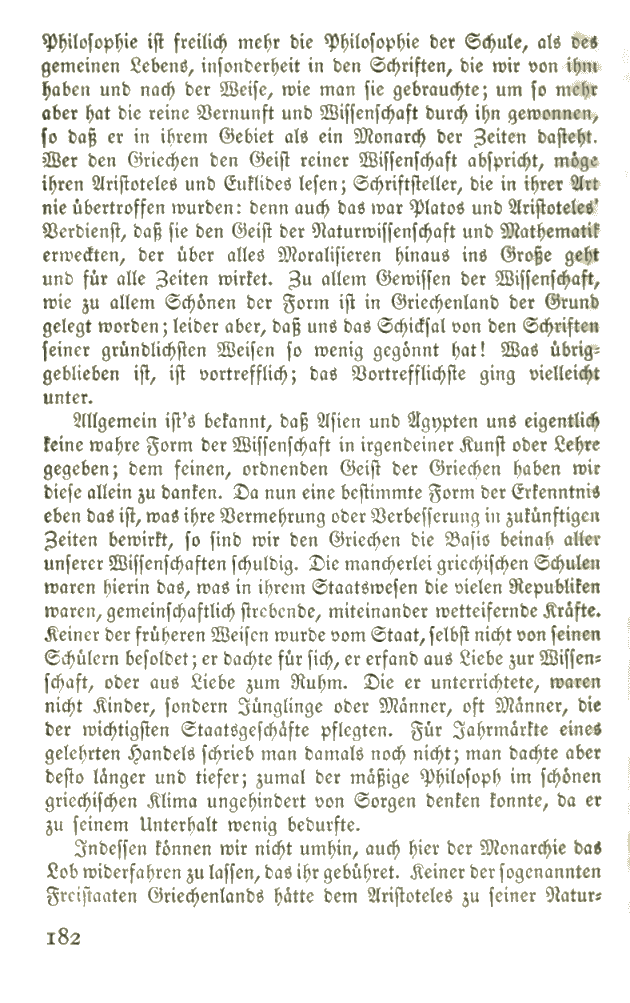 Philosophie ist freilich mehr die Philosophie der Schule, als des
gemeinen Lebens, insonderheit in den Schriften, die wir von ihm
haben und nach der Weise, wie man sie gebrauchte; um so mehr
aber hat die reine Vernunft und Wissenschaft durch ihn gewonnen,
so daß er in ihrem Gebiet als ein Monarch der Zeiten dasteht.
Wer den Griechen den Geist reiner Wissenschaft abspricht, möge
ihren Aristoteles und Euklides lesen; Schriftsteller, die in ihrer Art
nie übertroffen wurden: denn auch das war Platos und Aristoteles'
Verdienst, daß sie den Geist der Naturwissenschaft und Mathematik
erweckten, der über alles Moralisieren hinaus ins Große geht
und für alle Zeiten wirket. Zu allem Gewissen der Wissenschaft,
wie zu allem Schönen der Form ist in Griechenland der Grund
gelegt worden; leider aber, daß uns das Schicksal von den Schriften
seiner gründlichsten Weisen so wenig gegönnt hat! Was übrig-
geblieben ist, ist vortrefflich; das Vortrefflichste ging vielleicht
unter.
Allgemein ist's bekannt, daß Asien und Ägypten uns eigentlich
keine wahre Form der Wissenschaft in irgendeiner Kunst oder Lehre
gegeben; dem feinen, ordnenden Geist der Griechen haben wir
diese allein zu danken. Da nun eine bestimmte Form der Erkenntnis
eben das ist, was ihre Vermehrung oder Verbesserung in zukünftigen
Zeiten bewirkt, so sind wir den Griechen die Basis beinah aller
unserer Wissenschaften schuldig. Die mancherlei griechischen Schulen
waren hierin das, was in ihrem Staatswesen die vielen Republiken
waren, gemeinschaftlich strebende, miteinander wetteifernde Kräfte.
Keiner der früheren Weisen wurde vom Staat, selbst nicht von seinen
Schülern besoldet; er dachte für sich, er erfand aus Liebe zur Wissen-
schaft, oder aus Liebe zum Ruhm. Die er unterrichtete, waren
nicht Kinder, sondern Jünglinge oder Männer, oft Männer, die
der wichtigsten Staatsgeschäfte pflegten. Für Jahrmärkte eines
gelehrten Handels schrieb man damals noch nicht; man dachte aber
desto länger und tiefer; zumal der mäßige Philosoph im schönen
griechischen Klima ungehindert von Sorgen denken konnte, da er
zu seinem Unterhalt wenig bedurfte.
Indessen können wir nicht umhin, auch hier der Monarchie das
Lob widerfahren zu lassen, das ihr gebühret. Keiner der sogenannten
Freistaaten Griechenlands hätte dem Aristoteles zu seiner Natur-
182